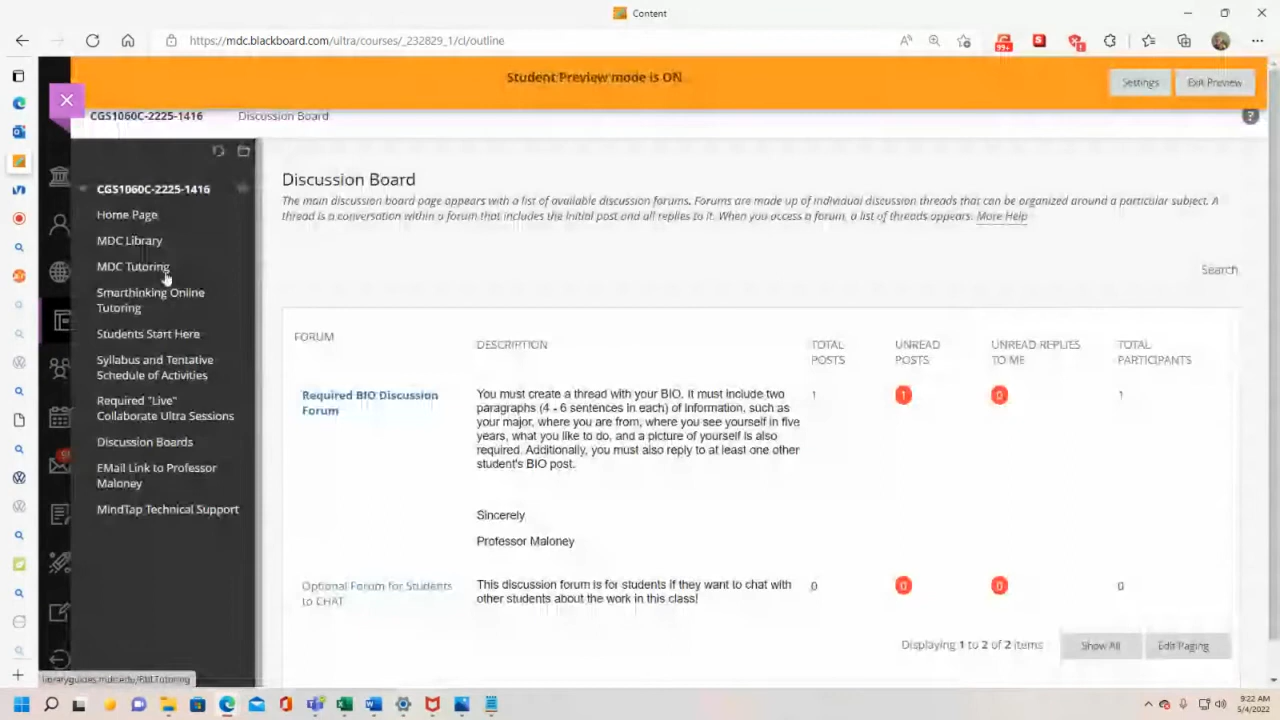 Content
https://mdc.blackboard.com/ultra/courses/_232829_1/cl/outline
99+
Student Preview mode is ON
Settings
Exit Preview
CGS1060C-2225-1416
Discussion Board
?
CGS1060C-2225-1416
Home Page
MDC Library
MDC Tutoring
Smarthinking Online
Tutoring
Students Start Here
Syllabus and Tentative
Schedule of Activities
Required "Live"
Collaborate Ultra Sessions
Discussion Boards
EMail Link to Professor
Maloney
MindTap Technical Support
Discussion Board
The main discussion board page appears with a list of available discussion forums. Forums are made up of individual discussion threads that can be organized around a particular subject. A
thread is a conversation within a forum that includes the initial post and all replies to it. When you access a forum, a list of threads appears. More Help
Search
FORUM
DESCRIPTION
TOTAL
POSTS
UNREAD
POSTS
UNREAD REPLIES
TO ME
TOTAL
PARTICIPANTS
Required BIO Discussion
Forum
You must create a thread with your BIO. It must include two
paragraphs (4 - 6 sentences in each) of information, such as
your major, where you are from, where you see yourself in five
years, what you like to do, and a picture of yourself is also
required. Additionally, you must also reply to at least one other
student's BIO post.
Sincerely
Professor Maloney
1
1
0
1
Optional Forum for Students
to CHAT
This discussion forum is for students if they want to chat with
other students about the work in this class!
0
0
0
0
Displaying 1 to 2 of 2 items
Show All
Edit Paging
9:22 AM
5/4/2022